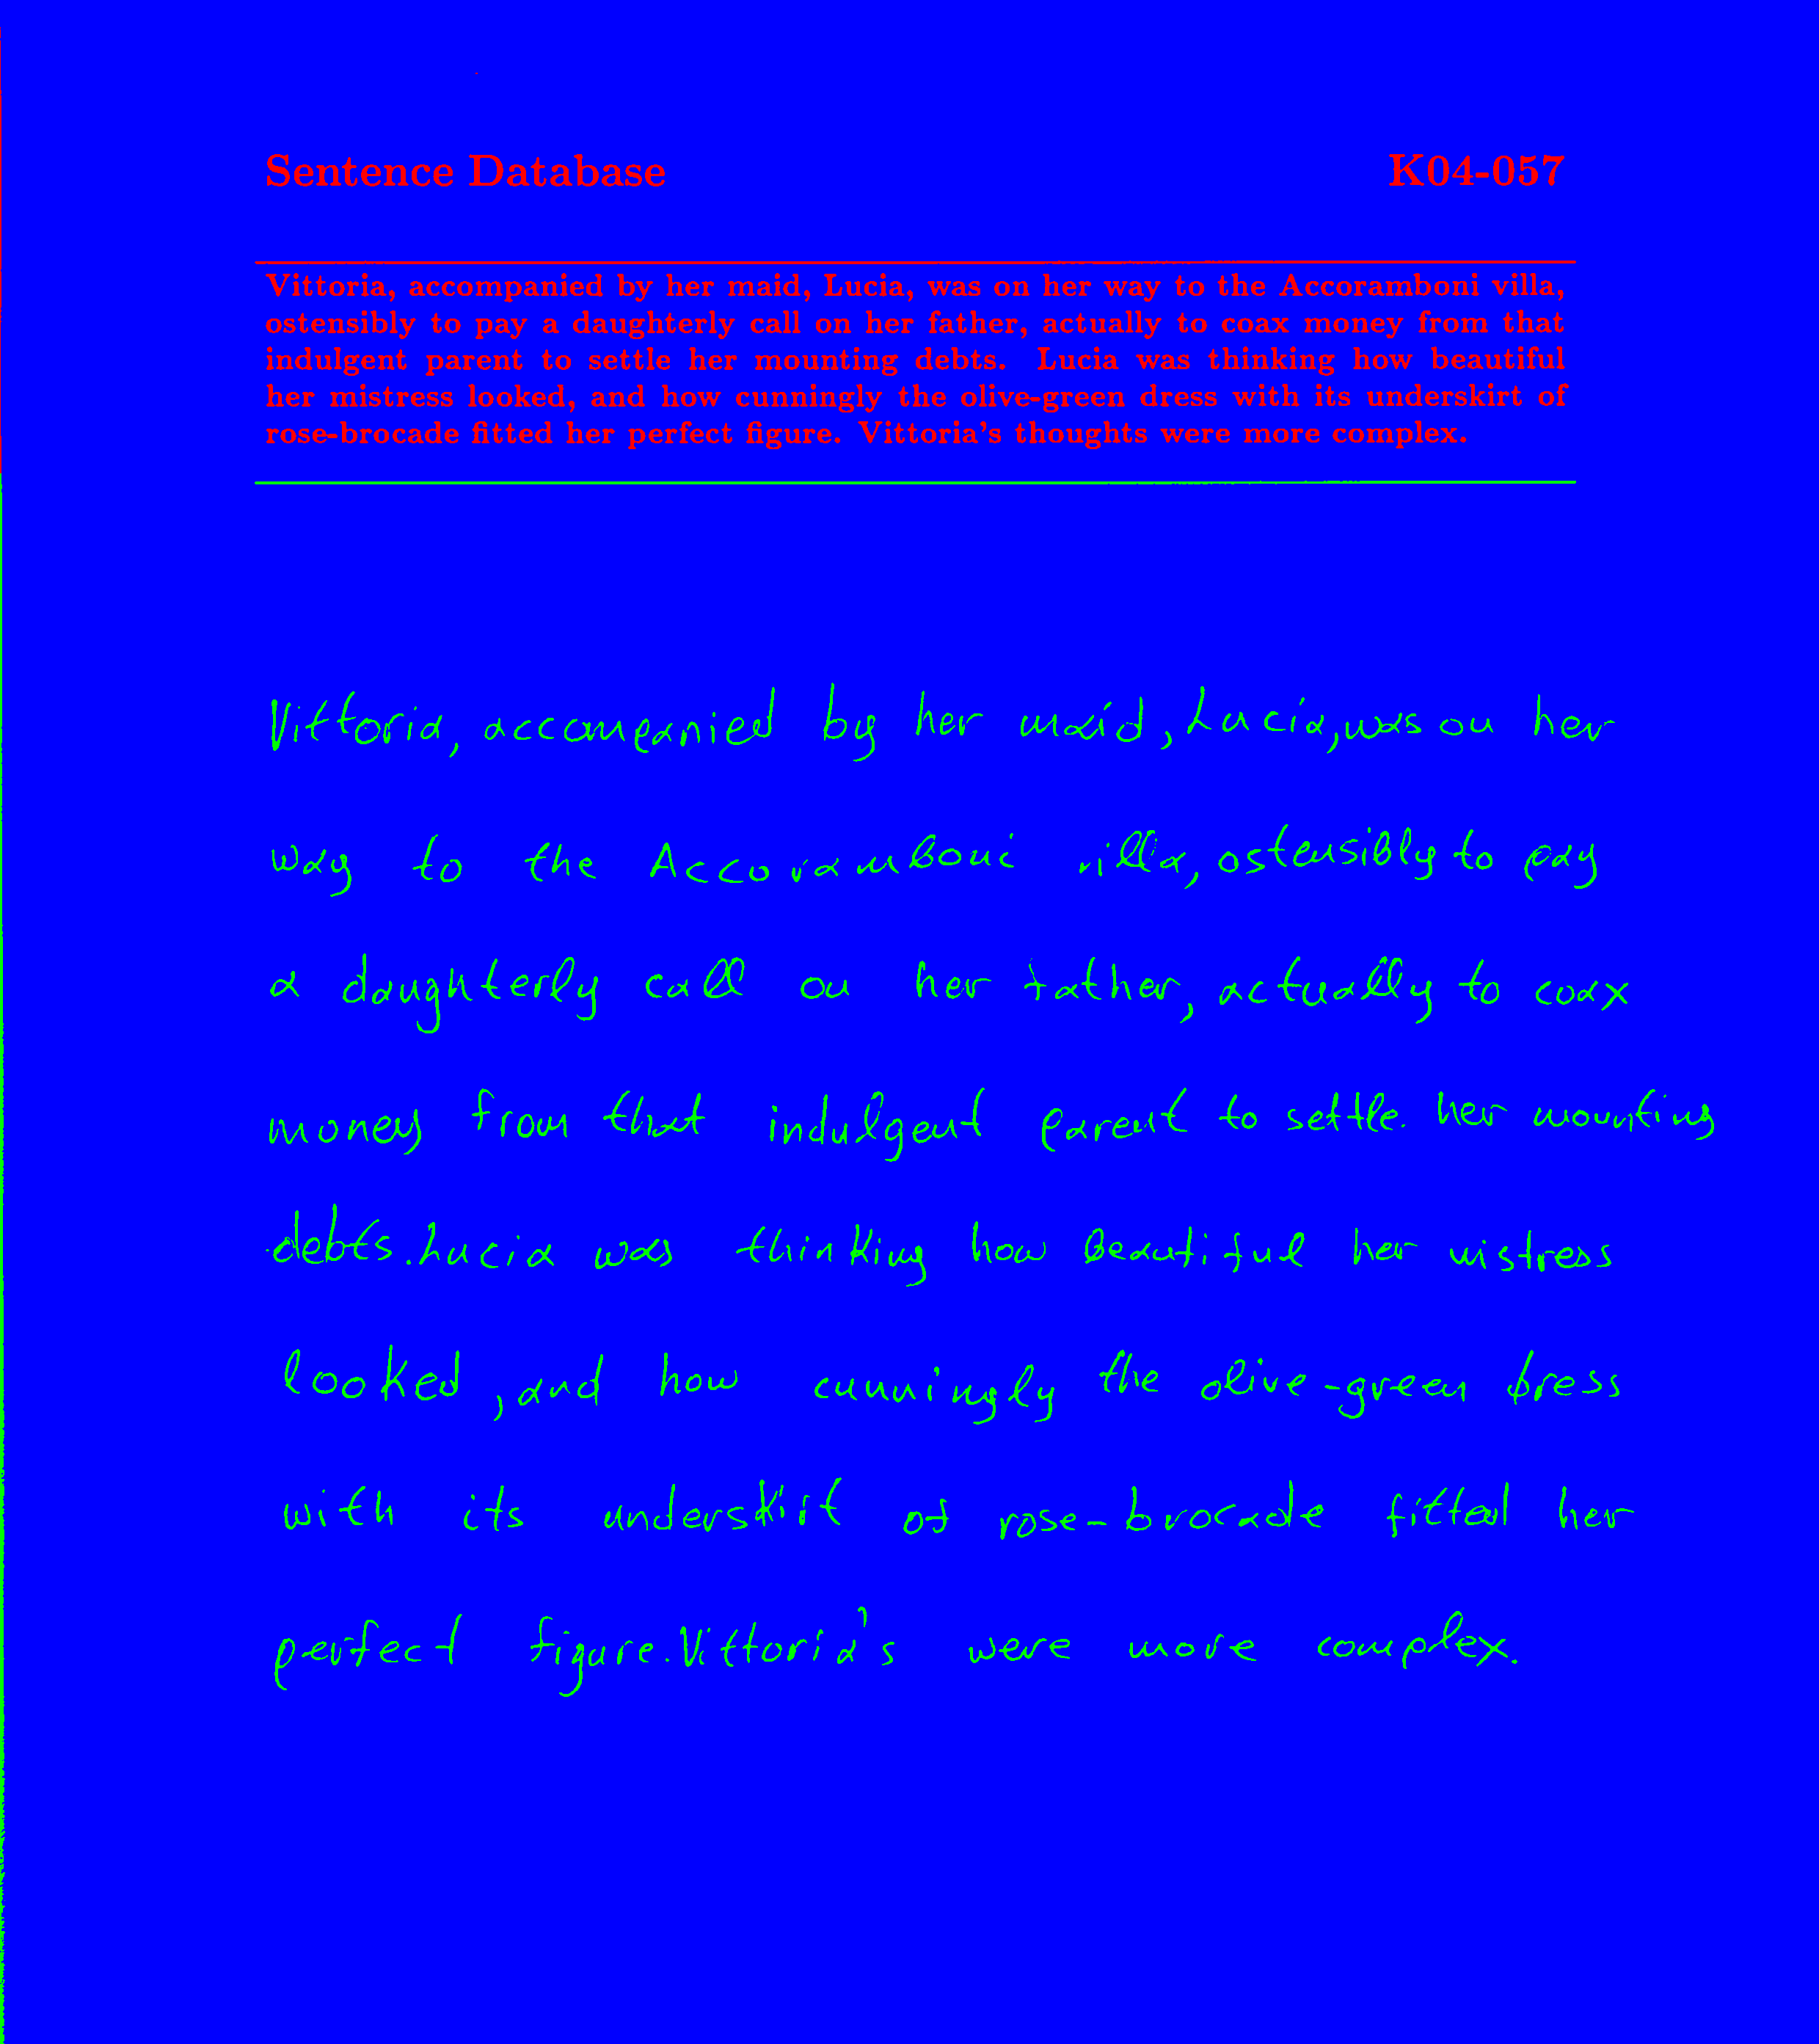 Sentence Database K04-057
Vittoria, accompanied by her maid, Lucia, was on her way to the Accoramboni villa,
ostensibly to pay a daughterly call on her father, actually to coax money from that
indulgent parent to settle her mounting debts. Lucia was thinking how beautiful
her mistress looked, and how cunningly the olive-green dress with its underskirt of
rose-brocade fitted her perfect figure. Vittoria's thoughts were more complex.
Vittoria, accompanied by her maid, Lucia, was on her
way to the Accoramboni villa, ostensibly to pay
a daughterly call on her father, actually to coax
money from that indulgent parent to settle her mounting
debts. Lucia was thinking how beautiful her mistress
looked, and how cunningly the olive-green dress
with its underskirt of rose-brocade fitted her
perfect figure. Vittoria's were more complex.